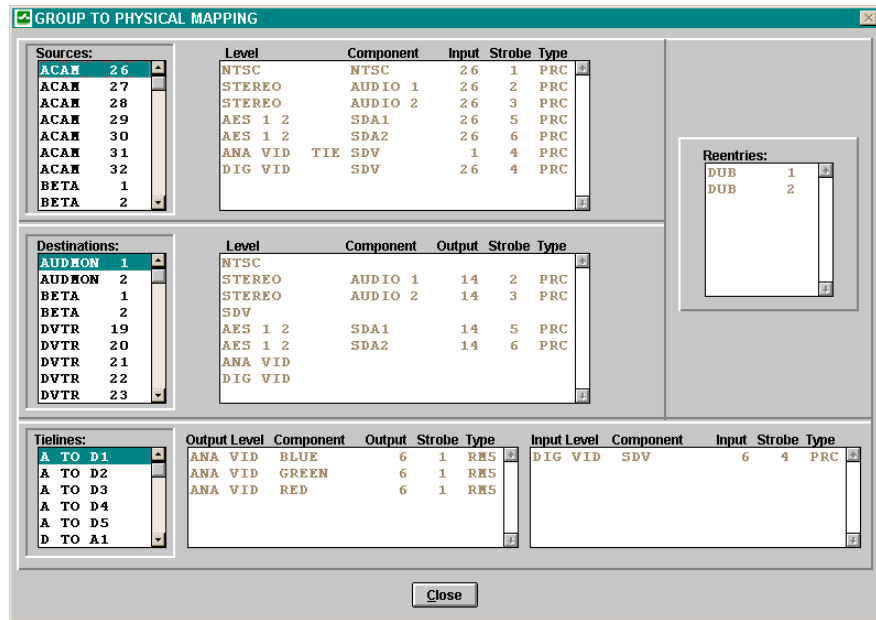 GROUP TO PHYSICAL MAPPING
Sources:
ACAM 26
ACAM 27
ACAM 28
ACAM 29
ACAM 30
ACAM 31
ACAM 32
BETA 1
BETA 2
Level Component Input Strobe Type
NTSC NTSC 26 1 PRC
STEREO AUDIO 1 26 2 PRC
STEREO AUDIO 2 26 3 PRC
AES 1 2 SDA1 26 5 PRC
AES 1 2 SDA2 26 6 PRC
ANA VID TIE SDV 1 4 PRC
DIG VID SDV 26 4 PRC
Reentries:
DUB 1
DUB 2
Destinations:
AUDMON 1
AUDMON 2
BETA 1
BETA 2
DVTR 19
DVTR 20
DVTR 21
DVTR 22
DVTR 23
Level Component Output Strobe Type
NTSC
STEREO AUDIO 1 14 2 PRC
STEREO AUDIO 2 14 3 PRC
SDV
AES 1 2 SDA1 14 5 PRC
AES 1 2 SDA2 14 6 PRC
ANA VID
DIG VID
Tielines:
A TO D1
A TO D2
A TO D3
A TO D4
A TO D5
D TO A1
Output Level Component Output Strobe Type
ANA VID BLUE 6 1 RM5
ANA VID GREEN 6 1 RM5
ANA VID RED 6 1 RM5
Input Level Component Input Strobe Type
DIG VID SDV 6 4 PRC
Close